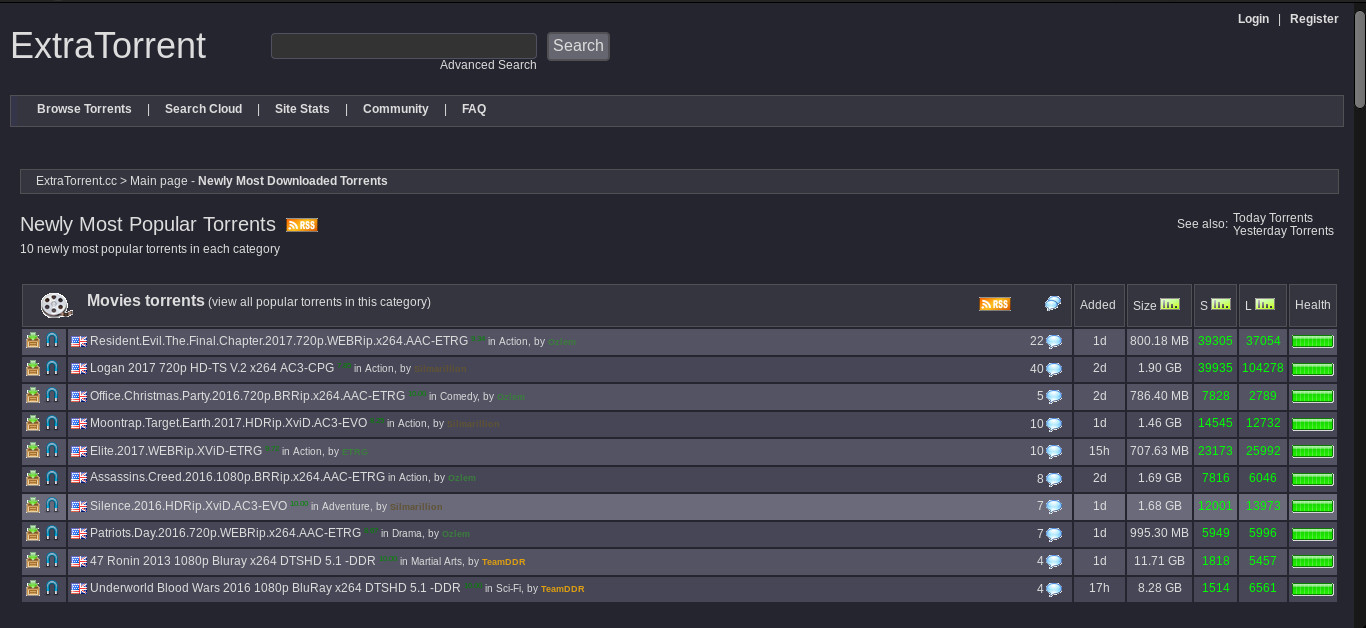 Login | Register
ExtraTorrent
Search
Advanced Search
Browse Torrents | Search Cloud | Site Stats | Community | FAQ
ExtraTorrent.cc > Main page - Newly Most Downloaded Torrents
Newly Most Popular Torrents RSS
See also: Today Torrents
Yesterday Torrents
10 newly most popular torrents in each category
Movies torrents (view all popular torrents in this category) RSS Added Size S L Health
Resident.Evil.The.Final.Chapter.2017.720p.WEBRip.x264.AAC-ETRG in Action, by Ozlem 22 1d 800.18 MB 39305 37054
Logan 2017 720p HD-TS V.2 x264 AC3-CPG in Action, by Silmarillion 40 2d 1.90 GB 39935 104278
Office.Christmas.Party.2016.720p.BRRip.x264.AAC-ETRG in Comedy, by Ozlem 5 2d 786.40 MB 7828 2789
Moontrap.Target.Earth.2017.HDRip.XviD.AC3-EVO in Action, by Silmarillion 10 1d 1.46 GB 14545 12732
Elite.2017.WEBRip.XViD-ETRG in Action, by ETRG 10 15h 707.63 MB 23173 25992
Assassins.Creed.2016.1080p.BRRip.x264.AAC-ETRG in Action, by Ozlem 8 2d 1.69 GB 7816 6046
Silence.2016.HDRip.XviD.AC3-EVO in Adventure, by Silmarillion 7 1d 1.68 GB 12001 13973
Patriots.Day.2016.720p.WEBRip.x264.AAC-ETRG in Drama, by Ozlem 7 1d 995.30 MB 5949 5996
47 Ronin 2013 1080p Bluray x264 DTSHD 5.1 -DDR in Martial Arts, by TeamDDR 4 1d 11.71 GB 1818 5457
Underworld Blood Wars 2016 1080p BluRay x264 DTSHD 5.1 -DDR in Sci-Fi, by TeamDDR 4 17h 8.28 GB 1514 6561